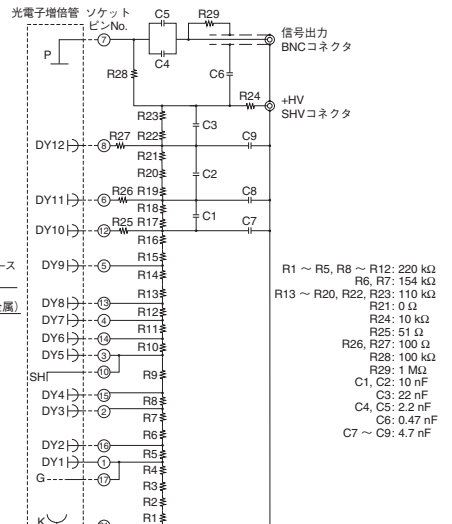 光電子増倍管 ソケット
ピンNo.
C5
R29
信号出力
BNCコネクタ
P
7
R28
C4
C6
R24
+HV
SHVコネクタ
R23
C3
DY12
8
R27
R22
C9
R21
R20
C2
DY11
6
R26
R19
C8
R18
C1
DY10
12
R25
R17
C7
R16
DY9
5
R15
R14
ース
DY8
13
R13
金属)
DY7
4
R12
DY6
14
R11
DY5
3
R10
SH
10
R9
DY4
15
R8
DY3
2
R7
R6
DY2
16
R5
DY1
1
R4
G
17
R3
R2
K
R1
R1 ～ R5, R8 ～ R12: 220 kΩ
R6, R7: 154 kΩ
R13 ～ R20, R22, R23: 110 kΩ
R21: 0 Ω
R24: 10 kΩ
R25: 51 Ω
R26, R27: 100 Ω
R28: 100 kΩ
R29: 1 MΩ
C1, C2: 10 nF
C3: 22 nF
C4, C5: 2.2 nF
C6: 0.47 nF
C7 ～ C9: 4.7 nF